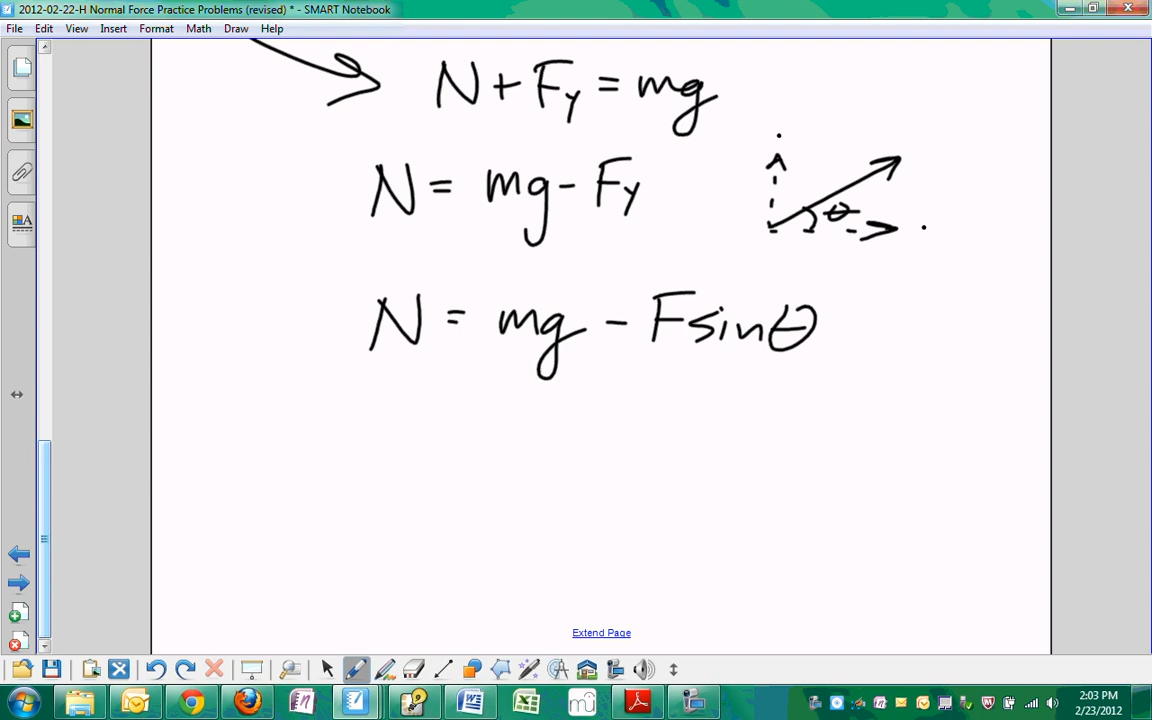 2012-02-22-H Normal Force Practice Problems (revised) * - SMART Notebook
File Edit View Insert Format Math Draw Help
N + Fy = mg
N = mg - Fy
θ
N = mg - Fsinθ
Extend Page
2:03 PM
2/23/2012